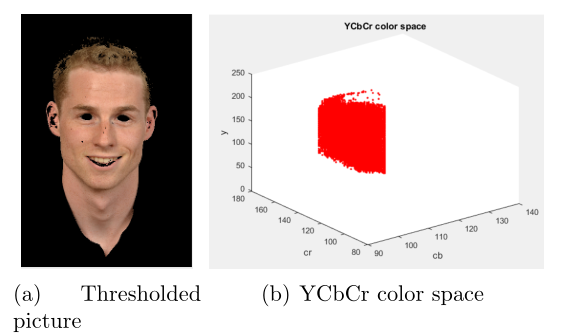 YCbCr color space
250
200
150
100
50
0
y
180
160
140
120
100
80
cr
90
100
110
120
130
140
cb
(a) Thresholded
picture
(b) YCbCr color space